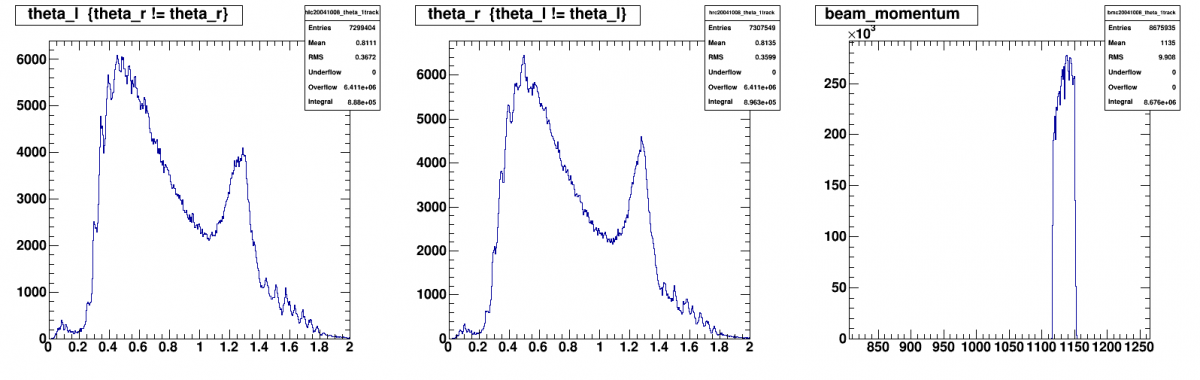 theta_l {theta_r != theta_r}
hlc20041008_theta_1track
Entries 7299404
Mean 0.8111
RMS 0.3672
Underflow 0
Overflow 6.411e+06
Integral 8.88e+05
6000
5000
4000
3000
2000
1000
0
0 0.2 0.4 0.6 0.8 1 1.2 1.4 1.6 1.8 2
theta_r {theta_l != theta_l}
hrc20041008_theta_1track
Entries 7307549
Mean 0.8135
RMS 0.3599
Underflow 0
Overflow 6.411e+06
Integral 8.963e+05
6000
5000
4000
3000
2000
1000
0
0 0.2 0.4 0.6 0.8 1 1.2 1.4 1.6 1.8 2
beam_momentum
bmc20041008_theta_1track
Entries 8675935
Mean 1135
RMS 9.908
Underflow 0
Overflow 0
Integral 8.676e+06
×10³
250
200
150
100
50
0
850 900 950 1000 1050 1100 1150 1200 1250